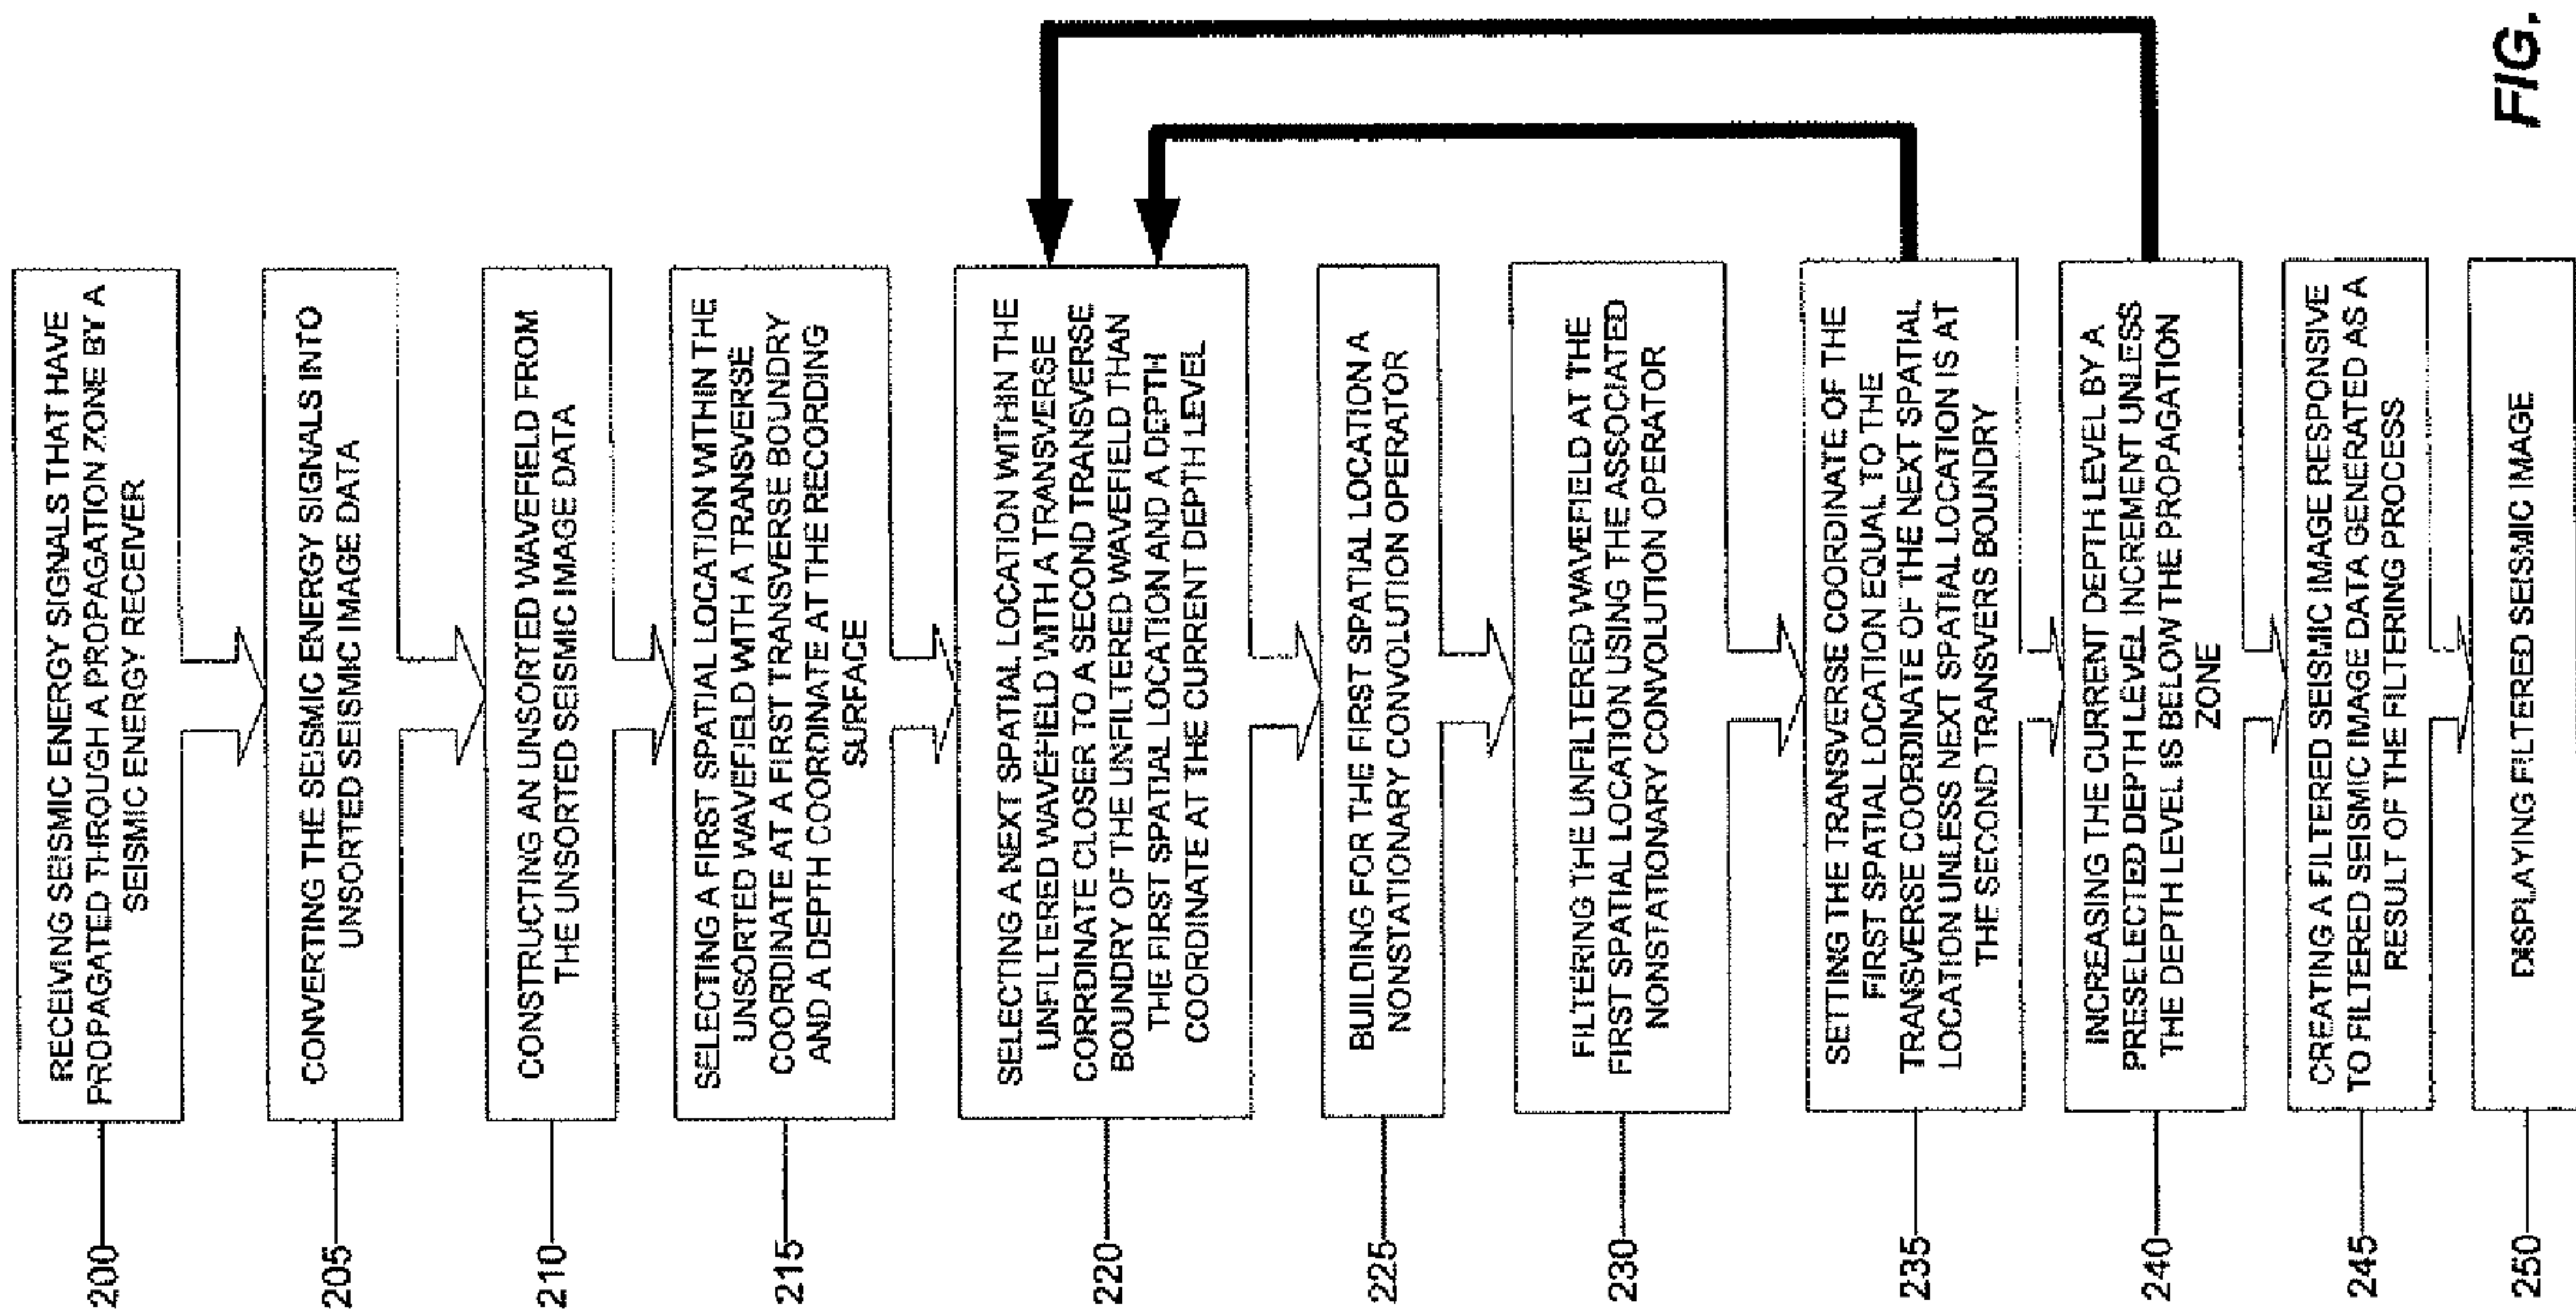 200
RECEIVING SEISMIC ENERGY SIGNALS THAT HAVE
PROPAGATED THROUGH A PROPAGATION ZONE BY A
SEISMIC ENERGY RECEIVER
205
CONVERTING THE SEISMIC ENERGY SIGNALS INTO
UNSORTED SEISMIC IMAGE DATA
210
CONSTRUCTING AN UNSORTED WAVEFIELD FROM
THE UNSORTED SEISMIC IMAGE DATA
215
SELECTING A FIRST SPATIAL LOCATION WITHIN THE
UNSORTED WAVEFIELD WITH A TRANSVERSE
COORDINATE AT A FIRST TRANSVERSE BOUNDRY
AND A DEPTH COORDINATE AT THE RECORDING
SURFACE
220
SELECTING A NEXT SPATIAL LOCATION WITHIN THE
UNFILTERED WAVEFIELD WITH A TRANSVERSE
CORRDINATE CLOSER TO A SECOND TRANSVERSE
BOUNDRY OF THE UNFILTERED WAVEFIELD THAN
THE FIRST SPATIAL LOCATION AND A DEPTH
COORDINATE AT THE CURRENT DEPTH LEVEL
225
BUILDING FOR THE FIRST SPATIAL LOCATION A
NONSTATIONARY CONVOLUTION OPERATOR
230
FILTERING THE UNFILTERED WAVEFIELD AT THE
FIRST SPATIAL LOCATION USING THE ASSOCIATED
NONSTATIONARY CONVOLUTION OPERATOR
235
SETTING THE TRANSVERSE COORDINATE OF THE
FIRST SPATIAL LOCATION EQUAL TO THE
TRANSVERSE COORDINATE OF THE NEXT SPATIAL
LOCATION UNLESS NEXT SPATIAL LOCATION IS AT
THE SECOND TRANSVERS BOUNDRY
240
INCREASING THE CURRENT DEPTH LEVEL BY A
PRESELECTED DEPTH LEVEL INCREMENT UNLESS
THE DEPTH LEVEL IS BELOW THE PROPAGATION
ZONE
245
CREATING A FILTERED SEISMIC IMAGE RESPONSIVE
TO FILTERED SEISMIC IMAGE DATA GENERATED AS A
RESULT OF THE FILTERING PROCESS
250
DISPLAYING FILTERED SEISMIC IMAGE
FIG.